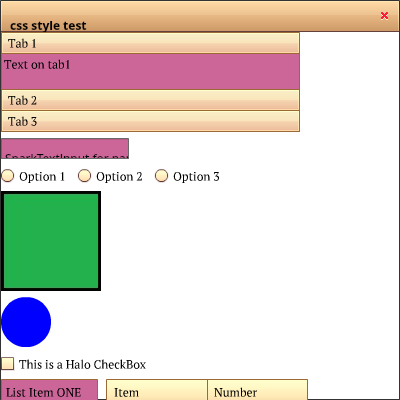 css style test
Tab 1
Text on tab1
Tab 2
Tab 3
SparkTextInput for
Option 1 Option 2 Option 3
This is a Halo CheckBox
List Item ONE Item Number